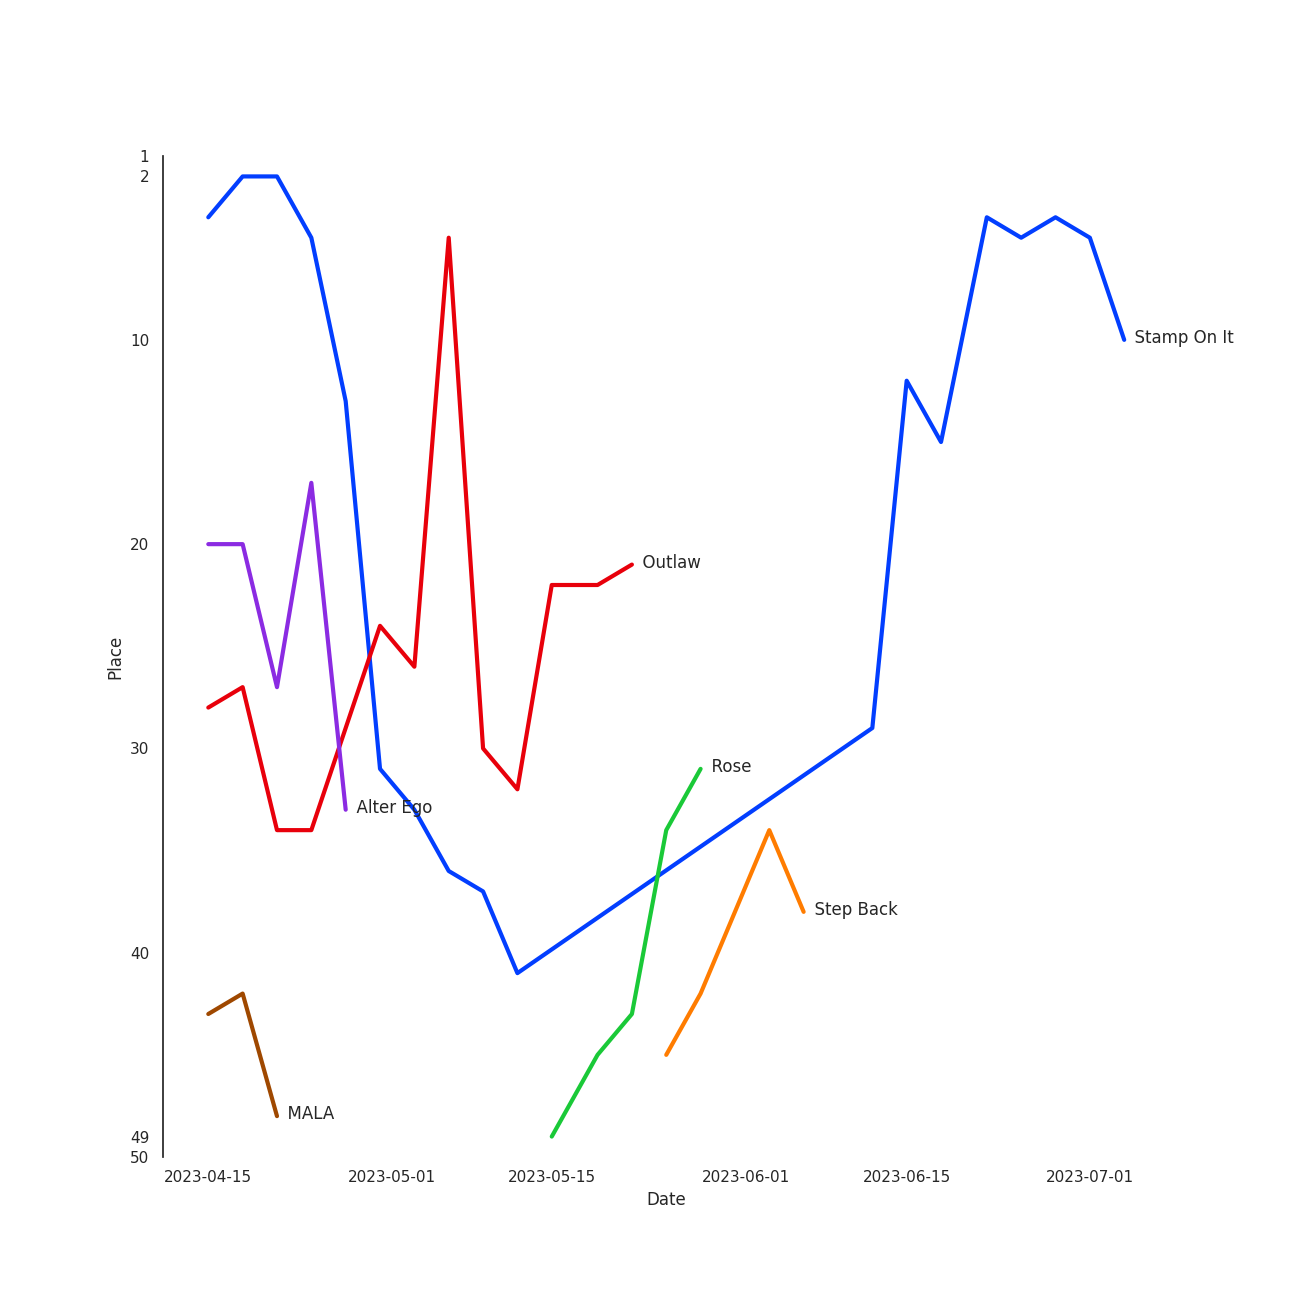 1
2
10
20
30
40
49
50
Place
2023-04-15
2023-05-01
2023-05-15
2023-06-01
2023-06-15
2023-07-01
Date
Stamp On It
Outlaw
Rose
Alter Ego
Step Back
MALA